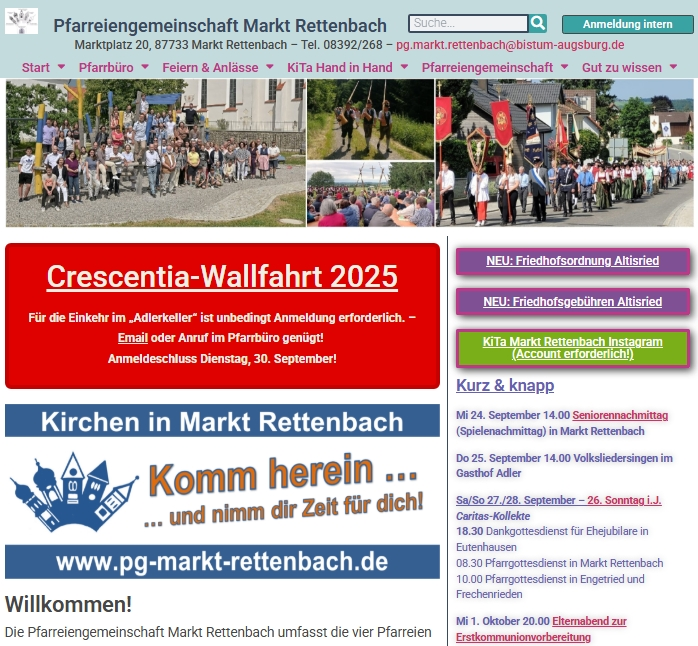 Pfarreiengemeinschaft Markt Rettenbach
Suche...
Anmeldung intern
Marktplatz 20, 87733 Markt Rettenbach – Tel. 08392/268 – pg.markt.rettenbach@bistum-augsburg.de
Start Pfarrbüro Feiern & Anlässe KiTa Hand in Hand Pfarreiengemeinschaft Gut zu wissen
Crescentia-Wallfahrt 2025
Für die Einkehr im „Adlerkeller“ ist unbedingt Anmeldung erforderlich. –
Email oder Anruf im Pfarrbüro genügt!
Anmeldeschluss Dienstag, 30. September!
Kirchen in Markt Rettenbach
Komm herein ...
... und nimm dir Zeit für dich!
www.pg-markt-rettenbach.de
Willkommen!
Die Pfarreiengemeinschaft Markt Rettenbach umfasst die vier Pfarreien
NEU: Friedhofsordnung Altisried
NEU: Friedhofsgebühren Altisried
KiTa Markt Rettenbach Instagram
(Account erforderlich!)
Kurz & knapp
Mi 24. September 14.00 Seniorennachmittag
(Spielenachmittag) in Markt Rettenbach
Do 25. September 14.00 Volksliedersingen im
Gasthof Adler
Sa/So 27./28. September – 26. Sonntag i.J.
Caritas-Kollekte
18.30 Dankgottesdienst für Ehejubilare in
Eutenhausen
08.30 Pfarrgottesdienst in Markt Rettenbach
10.00 Pfarrgottesdienst in Engetried und
Frechenrieden
Mi 1. Oktober 20.00 Elternabend zur
Erstkommunionvorbereitung